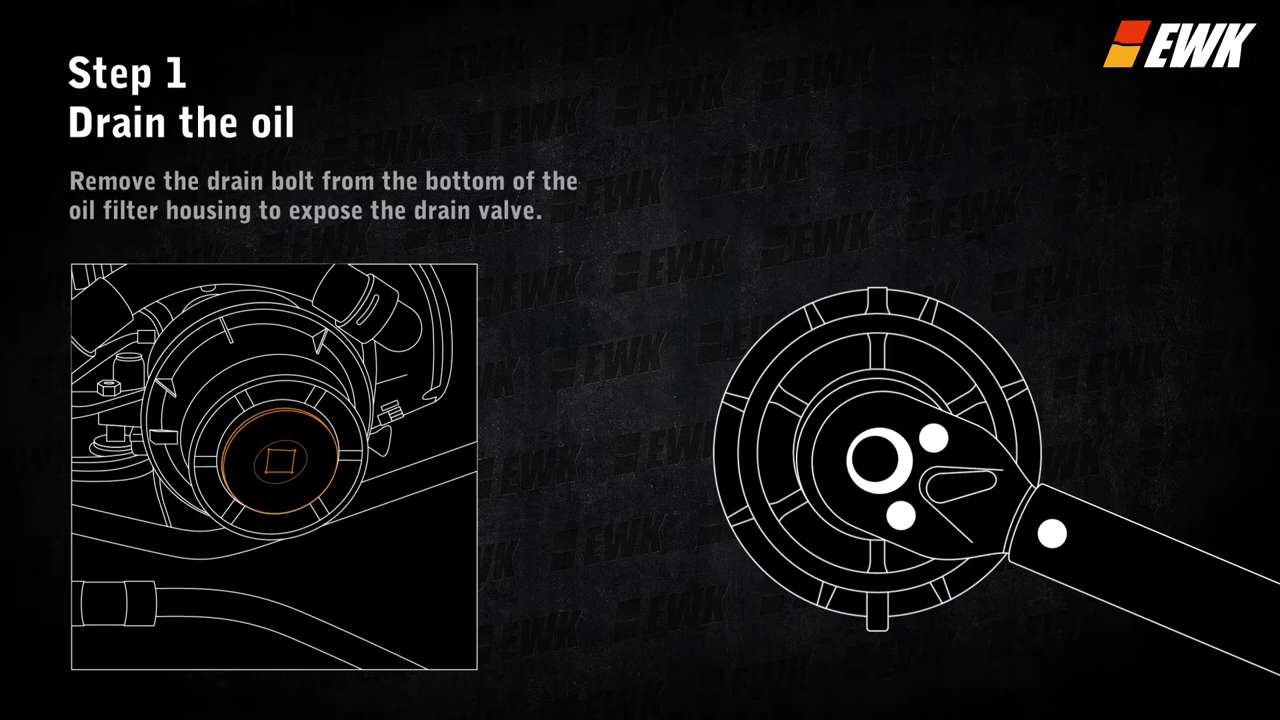 EWK
Step 1
Drain the oil
Remove the drain bolt from the bottom of the
oil filter housing to expose the drain valve.